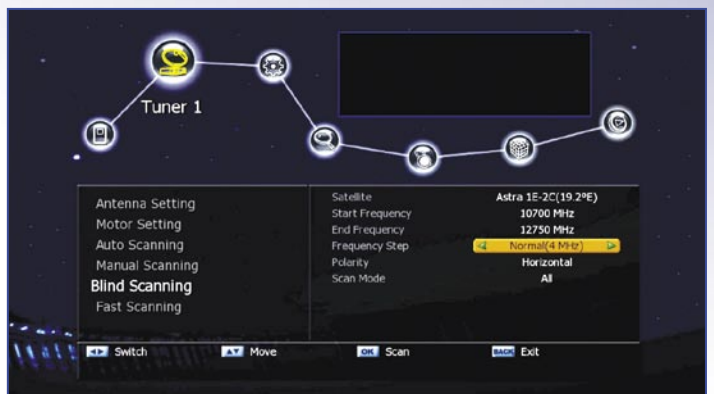 Tuner 1
Antenna Setting
Motor Setting
Auto Scanning
Manual Scanning
Blind Scanning
Fast Scanning
Satellite Astra 1E-2C(19.2ºE)
Start Frequency 10700 MHz
End Frequency 12750 MHz
Frequency Step Normal(4 MHz)
Polarity Horizontal
Scan Mode All
Switch Move OK Scan BACK Exit